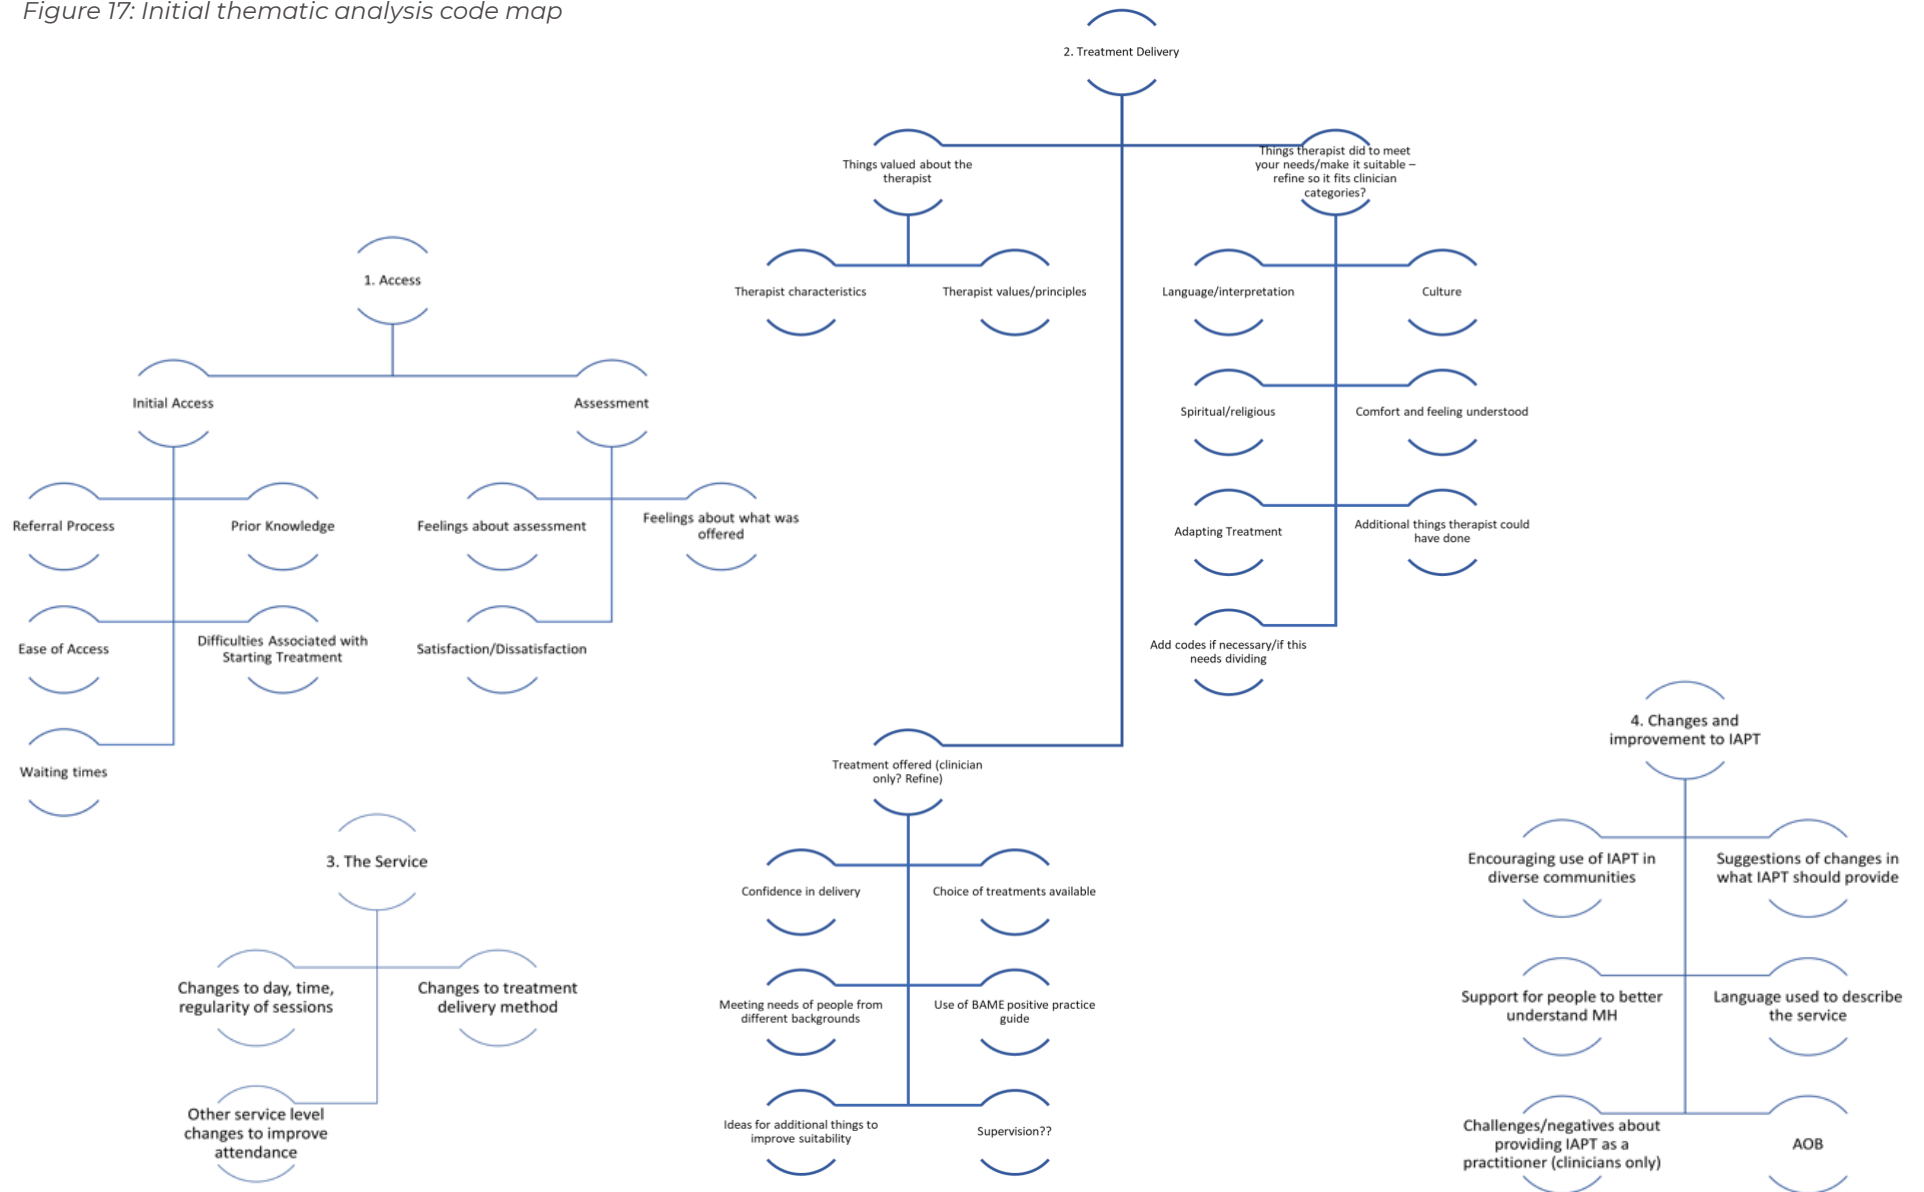 Figure 17: Initial thematic analysis code map
1. Access
Initial Access
Assessment
Referral Process
Prior Knowledge
Feelings about assessment
Feelings about what was
offered
Ease of Access
Difficulties Associated with
Starting Treatment
Satisfaction/Dissatisfaction
Waiting times
2. Treatment Delivery
Things valued about the
therapist
Things therapist did to meet
your needs/make it suitable –
refine so it fits clinician
categories?
Therapist characteristics
Therapist values/principles
Language/interpretation
Culture
Spiritual/religious
Comfort and feeling understood
Adapting Treatment
Additional things therapist could
have done
Add codes if necessary/if this
needs dividing
Treatment offered (clinician
only? Refine)
Confidence in delivery
Choice of treatments available
Meeting needs of people from
different backgrounds
Use of BAME positive practice
guide
Ideas for additional things to
improve suitability
Supervision??
3. The Service
Changes to day, time,
regularity of sessions
Changes to treatment
delivery method
Other service level
changes to improve
attendance
4. Changes and
improvement to IAPT
Encouraging use of IAPT in
diverse communities
Suggestions of changes in
what IAPT should provide
Support for people to better
understand MH
Language used to describe
the service
Challenges/negatives about
providing IAPT as a
practitioner (clinicians only)
AOB